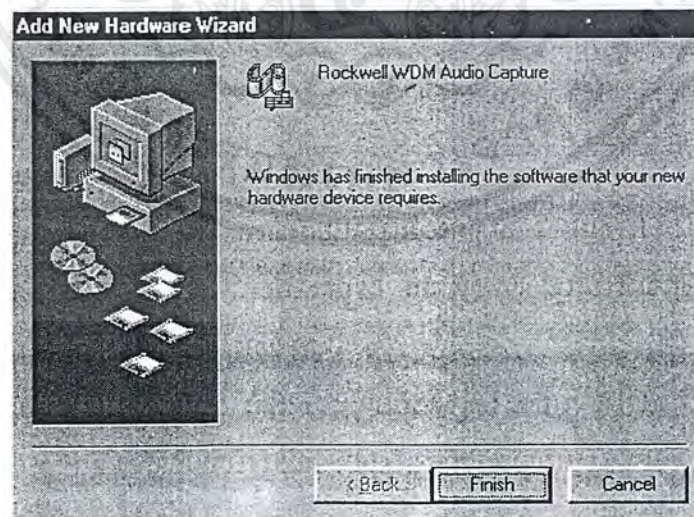 Add New Hardware Wizard
Rockwell WDM Audio Capture
Windows has finished installing the software that your new
hardware device requires.
< Back
Finish
Cancel